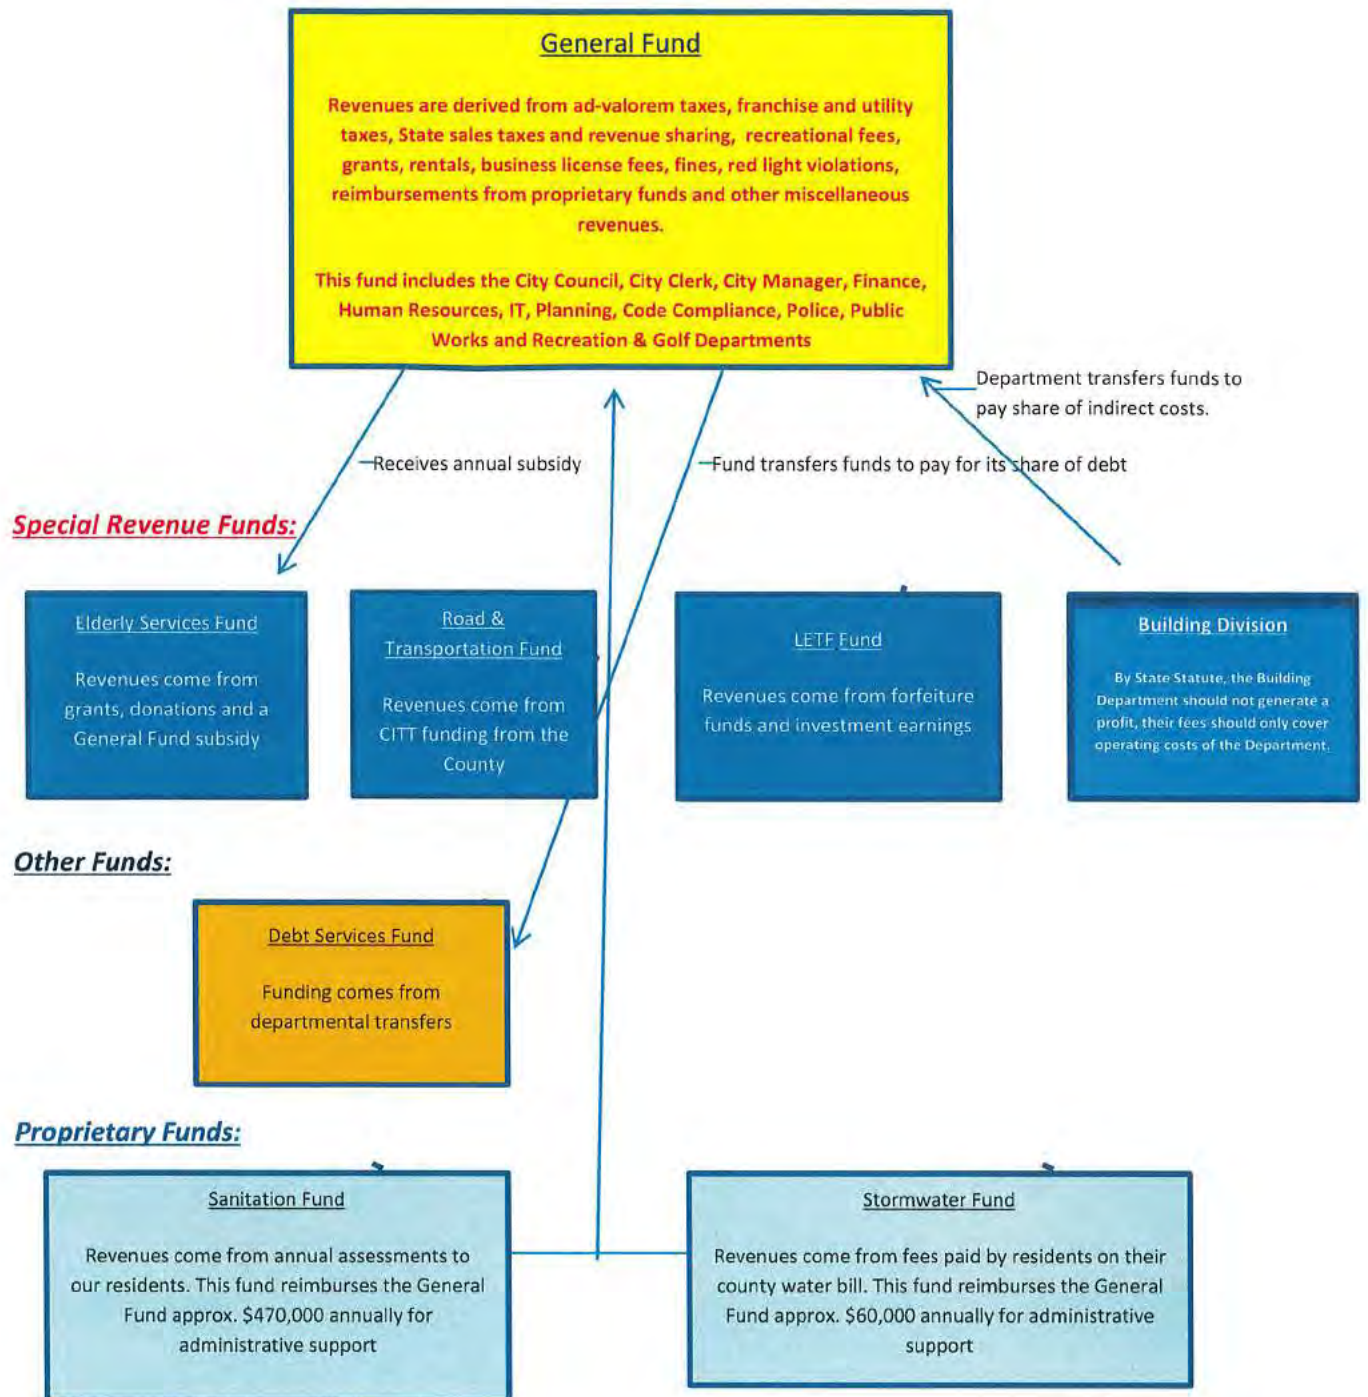 General Fund
Revenues are derived from ad-valorem taxes, franchise and utility
taxes, State sales taxes and revenue sharing, recreational fees,
grants, rentals, business license fees, fines, red light violations,
reimbursements from proprietary funds and other miscellaneous
revenues.
This fund includes the City Council, City Clerk, City Manager, Finance,
Human Resources, IT, Planning, Code Compliance, Police, Public
Works and Recreation & Golf Departments
Department transfers funds to
pay share of indirect costs.
Receives annual subsidy
Fund transfers funds to pay for its share of debt
Special Revenue Funds:
Elderly Services Fund
Revenues come from
grants, donations and a
General Fund subsidy
Road &
Transportation Fund
Revenues come from
CITT funding from the
County
LETF Fund
Revenues come from forfeiture
funds and investment earnings
Building Division
By State Statute, the Building
Department should not generate a
profit, their fees should only cover
operating costs of the Department.
Other Funds:
Debt Services Fund
Funding comes from
departmental transfers
Proprietary Funds:
Sanitation Fund
Revenues come from annual assessments to
our residents. This fund reimburses the General
Fund approx. $470,000 annually for
administrative support
Stormwater Fund
Revenues come from fees paid by residents on their
county water bill. This fund reimburses the General
Fund approx. $60,000 annually for administrative
support